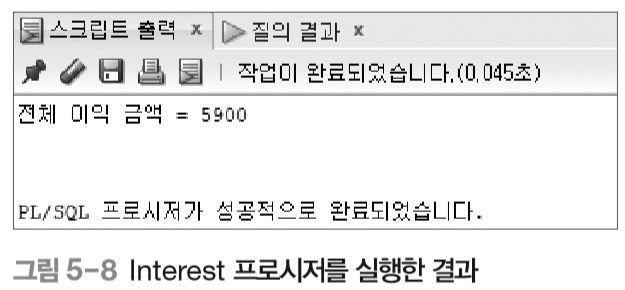 스크립트 출력 × 질의 결과 ×
작업이 완료되었습니다.(0,045초)
전체 이익 금액 = 5900
PL/SQL 프로시저가 성공적으로 완료되었습니다.
그림 5-8 Interest 프로시저를 실행한 결과